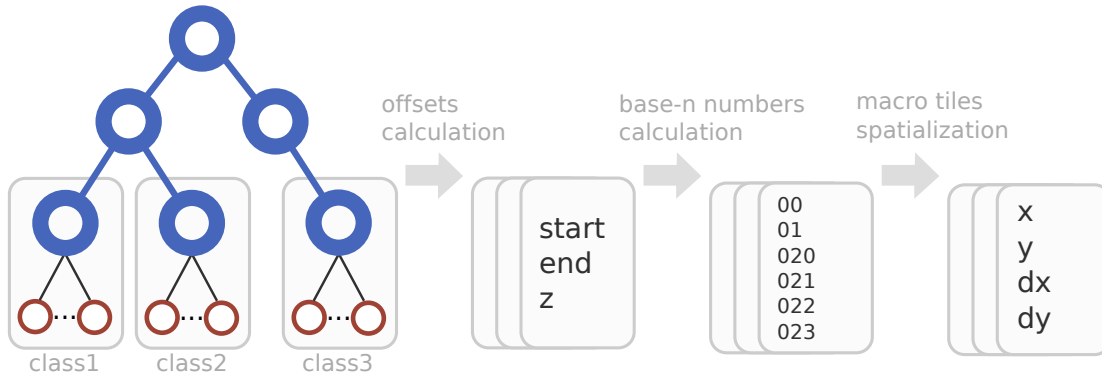 offsets
calculation
base-n numbers
calculation
macro tiles
spatialization
...
...
...
class1
class2
class3
start
end
z
00
01
020
021
022
023
x
y
dx
dy